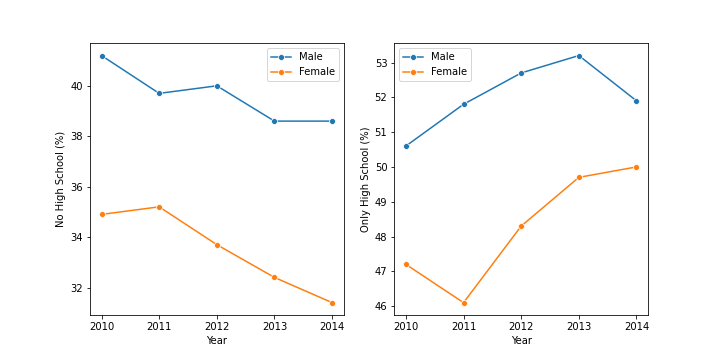 No High School (%)
40
38
36
34
32
2010 2011 2012 2013 2014
Year
Male
Female
Only High School (%)
53
52
51
50
49
48
47
46
2010 2011 2012 2013 2014
Year
Male
Female